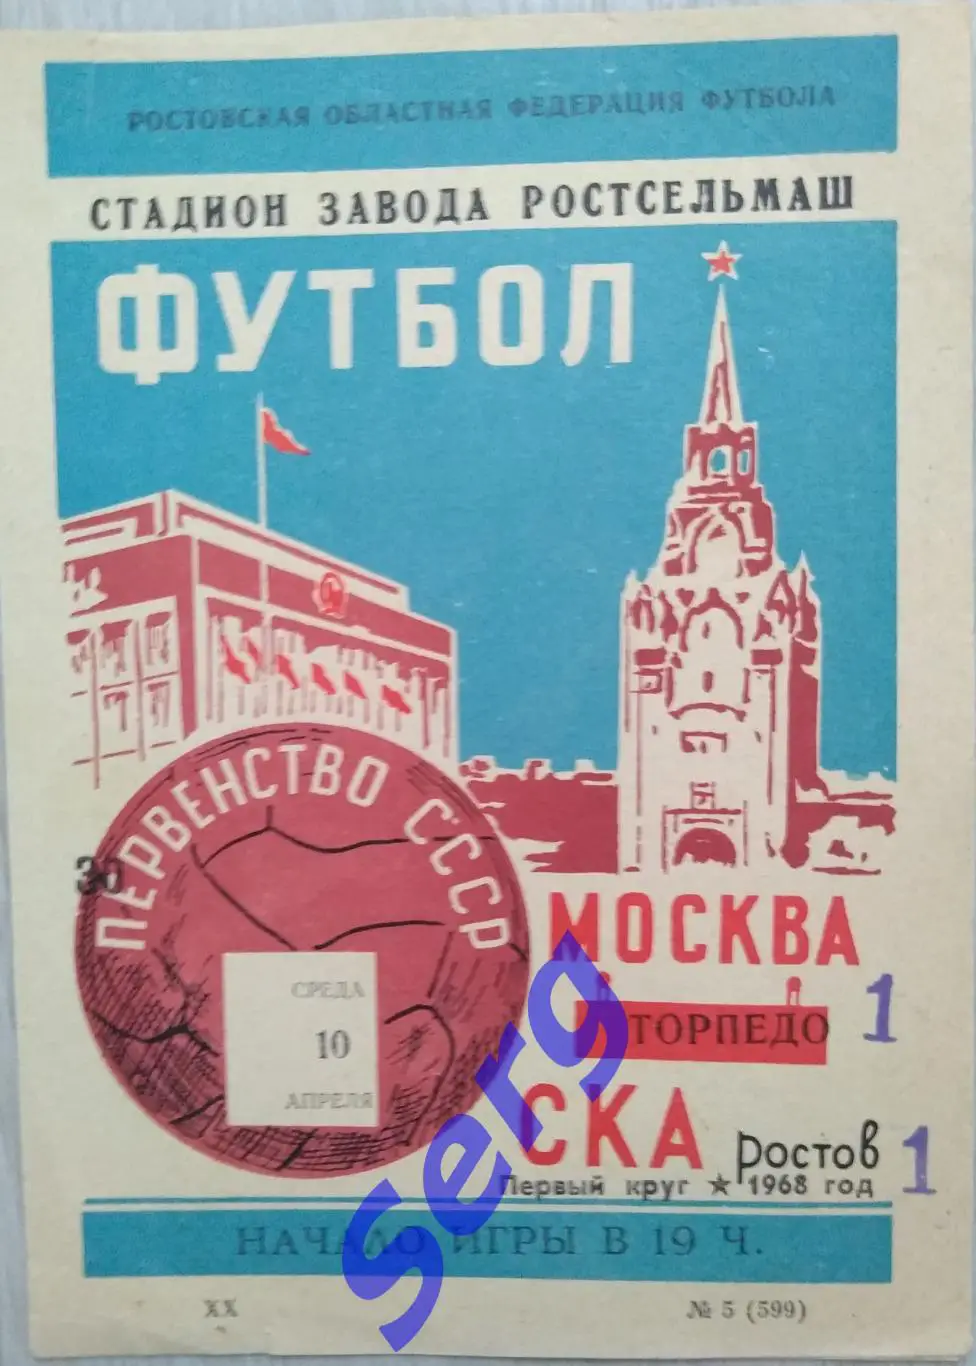 РОСТОВСКАЯ ОБЛАСТНАЯ ФЕДЕРАЦИЯ ФУТБОЛА
СТАДИОН ЗАВОДА РОСТСЕЛЬМАШ
ФУТБОЛ
30
ПЕРВЕНСТВО СССР
СРЕДА
10
АПРЕЛЯ
МОСКВА
ТОРПЕДО 1
СКА Ростов 1
Первый круг ★ 1968 год
НАЧАЛО ИГРЫ В 19 Ч.
XX № 5 (599)
Serg